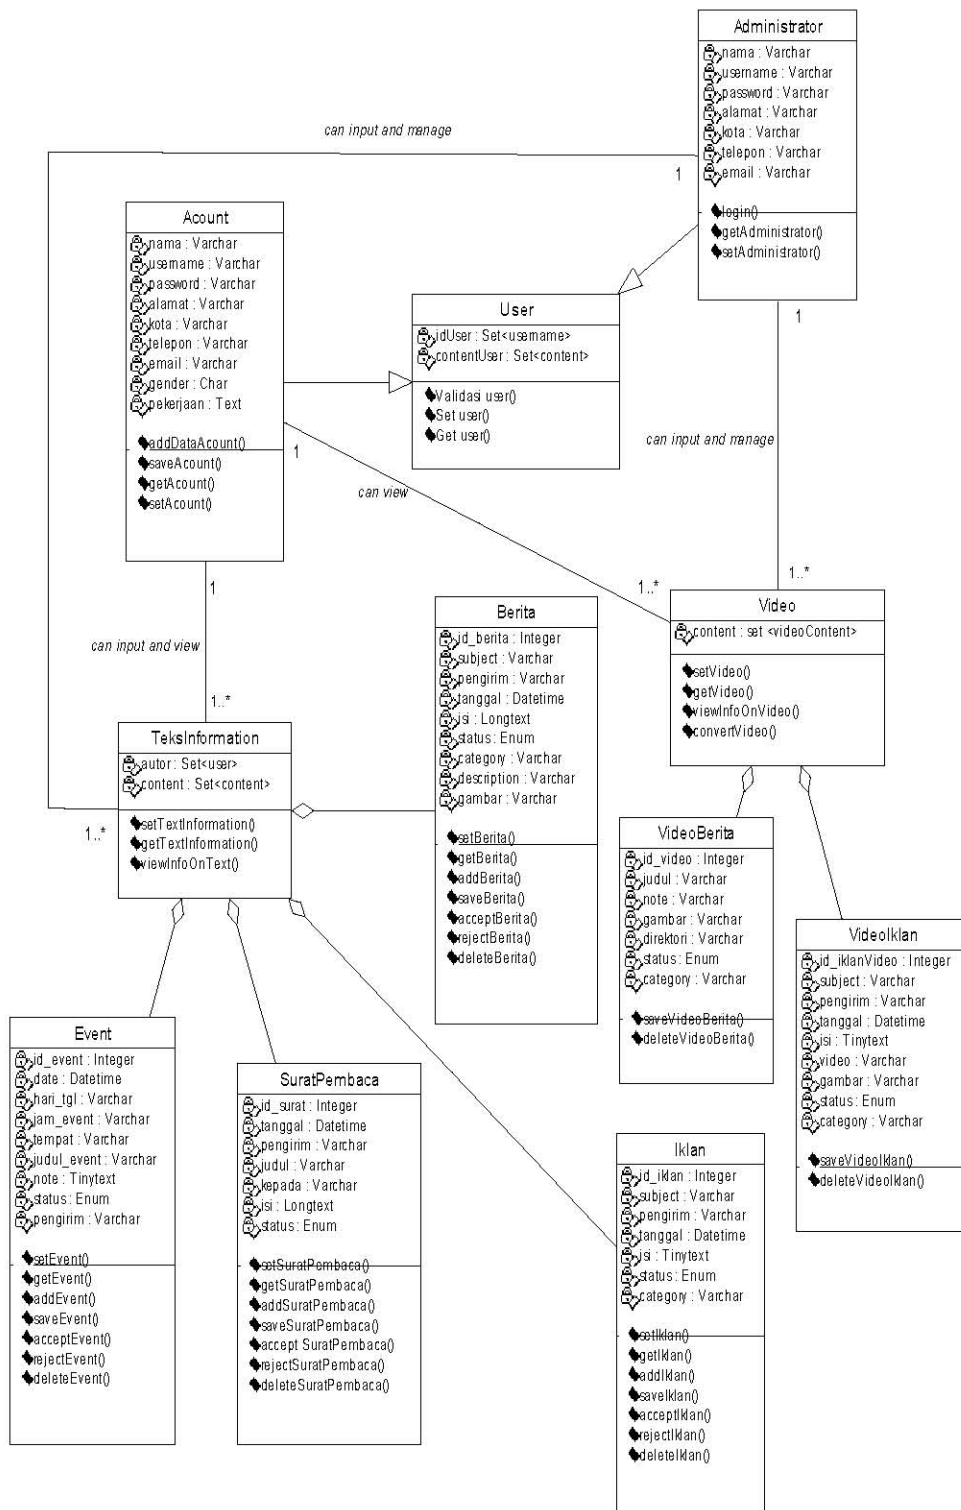 Administrator
nama : Varchar
username : Varchar
password : Varchar
alamat : Varchar
kota : Varchar
telepon : Varchar
email : Varchar
login()
getAdministrator()
setAdministrator()
can input and manage
1
1
Acount
nama : Varchar
username : Varchar
password : Varchar
alamat : Varchar
kota : Varchar
telepon : Varchar
email : Varchar
gender : Char
pekerjaan : Text
addDataAcount()
saveAcount()
getAcount()
setAcount()
User
idUser : Set<username>
contentUser : Set<content>
Validasi user()
Set user()
Get user()
can input and manage
1
can view
1
1..*
1..*
can input and view
1..*
Berita
id_berita : Integer
subject : Varchar
pengirim : Varchar
tanggal : Datetime
isi : Longtext
status : Enum
category : Varchar
description : Varchar
gambar : Varchar
setBerita()
getBerita()
addBerita()
saveBerita()
acceptBerita()
rejectBerita()
deleteBerita()
Video
content : set <videoContent>
setVideo()
getVideo()
viewInfoOnVideo()
convertVideo()
TeksInformation
autor : Set<user>
content : Set<content>
setTextInformation()
getTextInformation()
viewInfoOnText()
1..*
VideoBerita
id_video : Integer
judul : Varchar
note : Varchar
gambar : Varchar
direktori : Varchar
status : Enum
category : Varchar
saveVideoBerita()
deleteVideoBerita()
VideoIklan
id_iklanVideo : Integer
subject : Varchar
pengirim : Varchar
tanggal : Datetime
isi : Tinytext
video : Varchar
gambar : Varchar
status : Enum
category : Varchar
saveVideoIklan()
deleteVideoIklan()
Event
id_event : Integer
date : Datetime
hari_tgl : Varchar
jam_event : Varchar
tempat : Varchar
judul_event : Varchar
note : Tinytext
status : Enum
pengirim : Varchar
setEvent()
getEvent()
addEvent()
saveEvent()
acceptEvent()
rejectEvent()
deleteEvent()
SuratPembaca
id_surat : Integer
tanggal : Datetime
pengirim : Varchar
judul : Varchar
kepada : Varchar
isi : Longtext
status : Enum
setSuratPembaca()
getSuratPembaca()
addSuratPembaca()
saveSuratPembaca()
accept SuratPembaca()
rejectSuratPembaca()
deleteSuratPembaca()
Iklan
id_iklan : Integer
subject : Varchar
pengirim : Varchar
tanggal : Datetime
isi : Tinytext
status : Enum
category : Varchar
setIklan()
getIklan()
addIklan()
saveIklan()
acceptIklan()
rejectIklan()
deleteIklan()